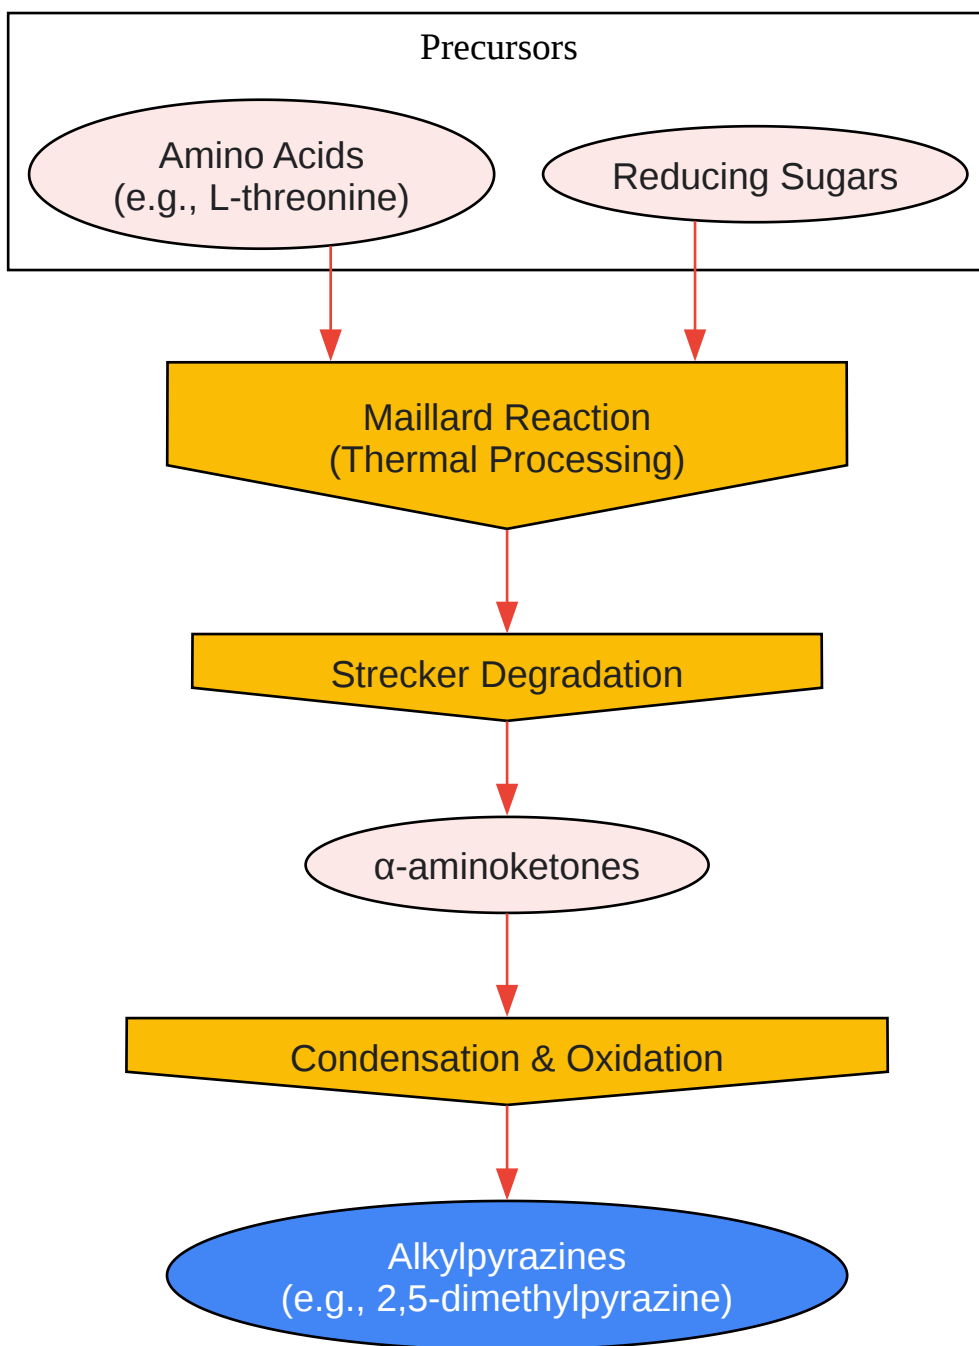 Precursors
Amino Acids
(e.g., L-threonine)
Reducing Sugars
Maillard Reaction
(Thermal Processing)
Strecker Degradation
α-aminoketones
Condensation & Oxidation
Alkylpyrazines
(e.g., 2,5-dimethylpyrazine)